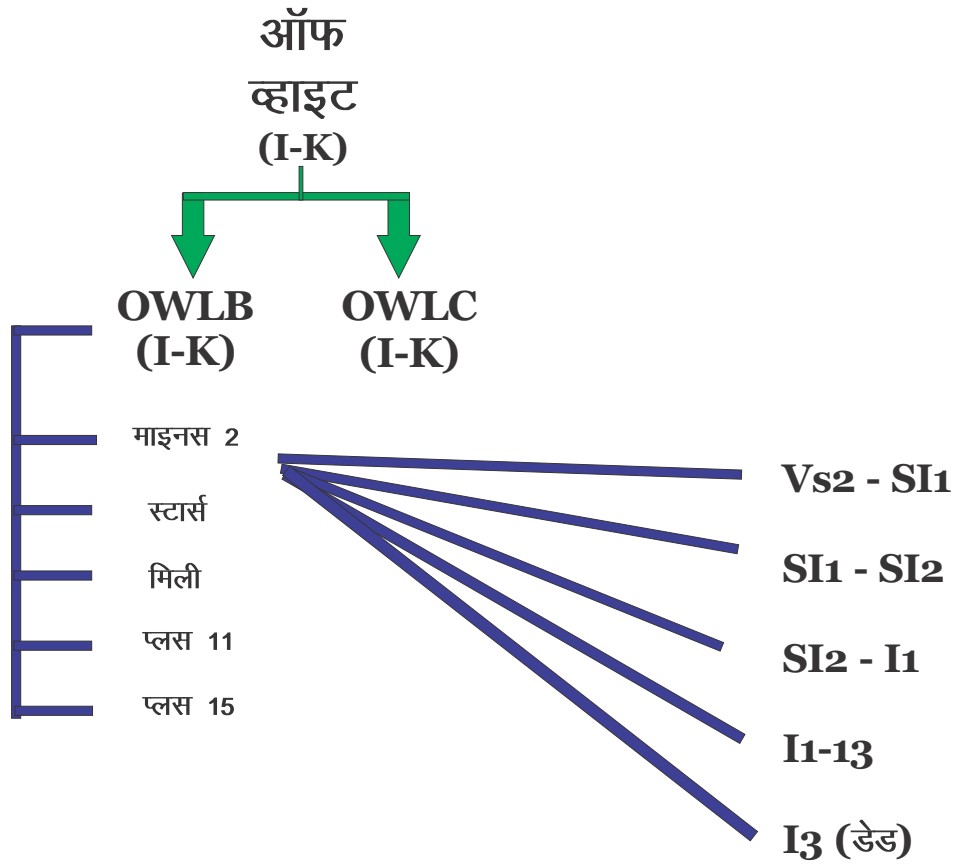 ऑफ
व्हाइट
(I-K)
OWLB
(I-K)
OWLC
(I-K)
माइनस 2
स्टार्स
मिली
प्लस 11
प्लस 15
Vs2 - SI1
SI1 - SI2
SI2 - I1
I1-13
I3 (डेड)